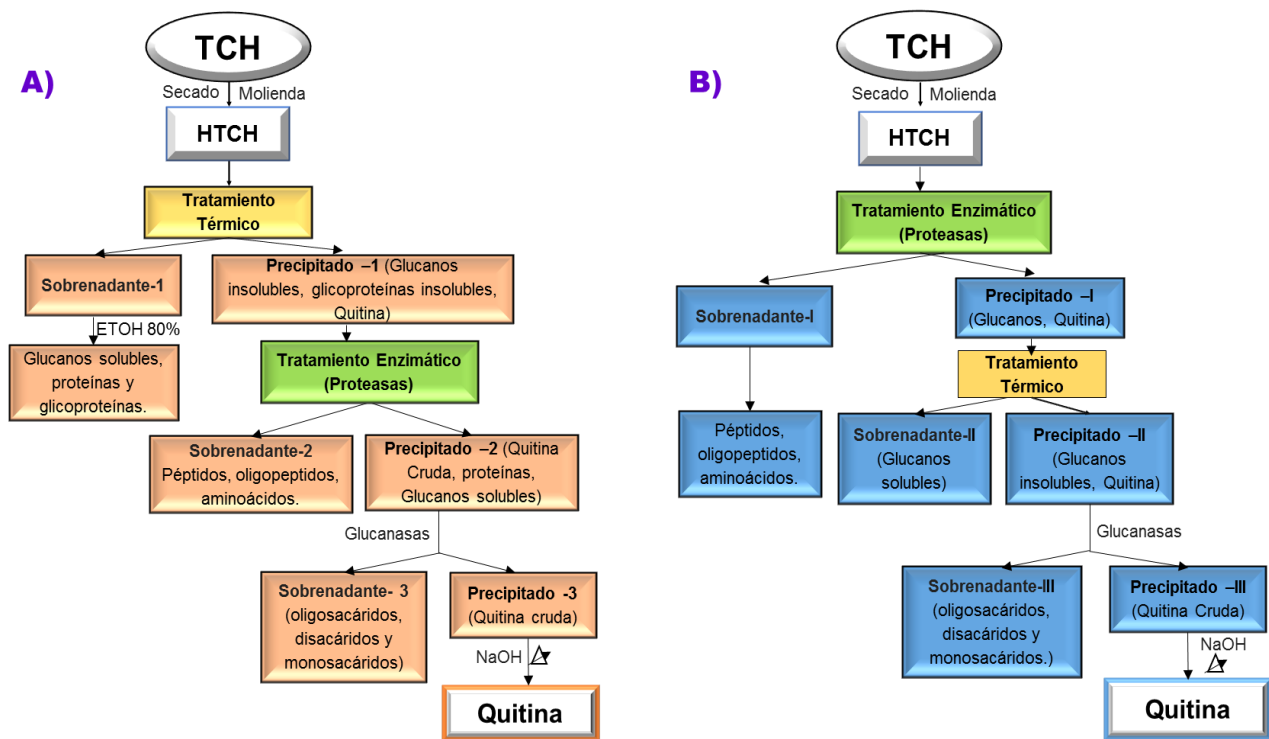 A)
TCH
Secado Molienda
HTCH
Tratamiento
Térmico
Sobrenadante-1
Precipitado –1 (Glucanos
insolubles, glicoproteínas insolubles,
Quitina)
ETOH 80%
Glucanos solubles,
proteínas y
glicoproteínas.
Tratamiento Enzimático
(Proteasas)
Sobrenadante-2
Péptidos, oligopeptidos,
aminoácidos.
Precipitado –2 (Quitina
Cruda, proteínas,
Glucanos solubles)
Glucanasas
Sobrenadante- 3
(oligosacáridos,
disacáridos y
monosacáridos)
Precipitado -3
(Quitina cruda)
NaOH
Quitina
B)
TCH
Secado Molienda
HTCH
Tratamiento Enzimático
(Proteasas)
Sobrenadante-I
Precipitado –I
(Glucanos, Quitina)
Péptidos,
oligopeptidos,
aminoácidos.
Tratamiento
Térmico
Sobrenadante-II
(Glucanos
solubles)
Precipitado –II
(Glucanos
insolubles, Quitina)
Glucanasas
Sobrenadante-III
(oligosacáridos,
disacáridos y
monosacáridos.)
Precipitado –III
(Quitina Cruda)
NaOH
Quitina